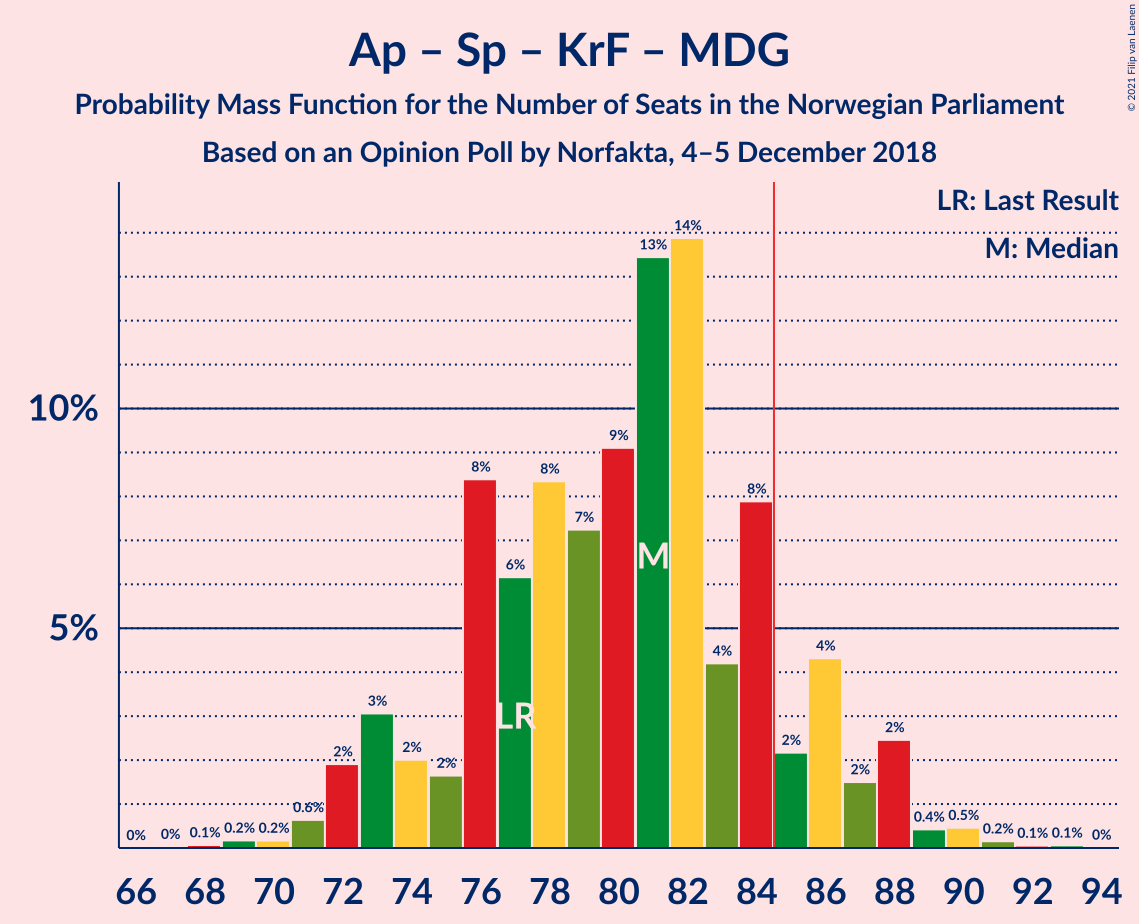 © 2021 Filip van Laenen
Ap – Sp – KrF – MDG
Probability Mass Function for the Number of Seats in the Norwegian Parliament
Based on an Opinion Poll by Norfakta, 4–5 December 2018
LR: Last Result
M: Median
10%
5%
0% 0% 0.1% 0.2% 0.2% 0.6% 2% 3% 2% 2% 8% 6% 8% 7% 9% 13% 14% 4% 8% 2% 4% 2% 2% 0.4% 0.5% 0.2% 0.1% 0.1% 0%
M
LR
66 68 70 72 74 76 78 80 82 84 86 88 90 92 94